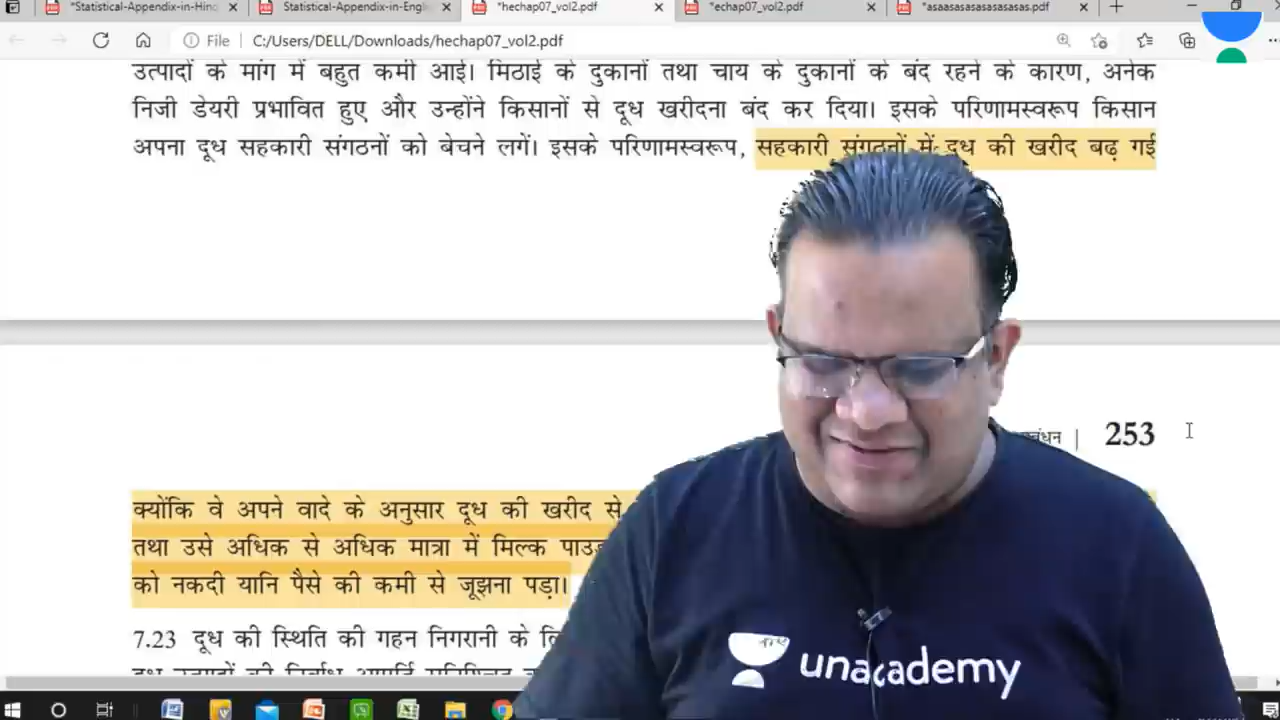 *Statistical-Appendix-in-Hind
Statistical-Appendix-in-Engli
*hechap07_vol2.pdf
*echap07_vol2.pdf
*asaasasasasasasasas.pdf
File C:/Users/DELL/Downloads/hechap07_vol2.pdf
उत्पादों के मांग में बहुत कमी आई। मिठाई के दुकानों तथा चाय के दुकानों के बंद रहने के कारण, अनेक
निजी डेयरी प्रभावित हुए और उन्होंने किसानों से दूध खरीदना बंद कर दिया। इसके परिणामस्वरूप किसान
अपना दूध सहकारी संगठनों को बेचने लगें। इसके परिणामस्वरूप, सहकारी संगठनों में दूध की खरीद बढ़ गई
253
क्योंकि वे अपने वादे के अनुसार दूध की खरीद से
तथा उसे अधिक से अधिक मात्रा में मिल्क
को नकदी यानि पैसे की कमी से जूझना पड़ा।
7.23 दूध की स्थिति की गहन निगरानी के
unacademy